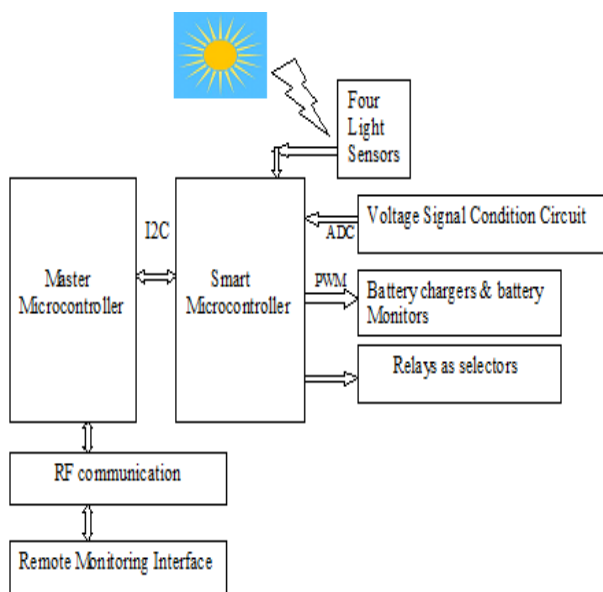 Four
Light
Sensors
I2C
Master
Microcontroller
Smart
Microcontroller
ADC
Voltage Signal Condition Circuit
PWM
Battery chargers & battery
Monitors
Relays as selectors
RF communication
Remote Monitoring Interface